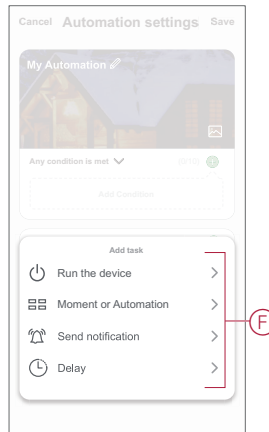 Cancel Automation settings Save
My Automation
Any condition is met
Add Condition
Add task
Run the device
Moment or Automation
Send notification
Delay
F